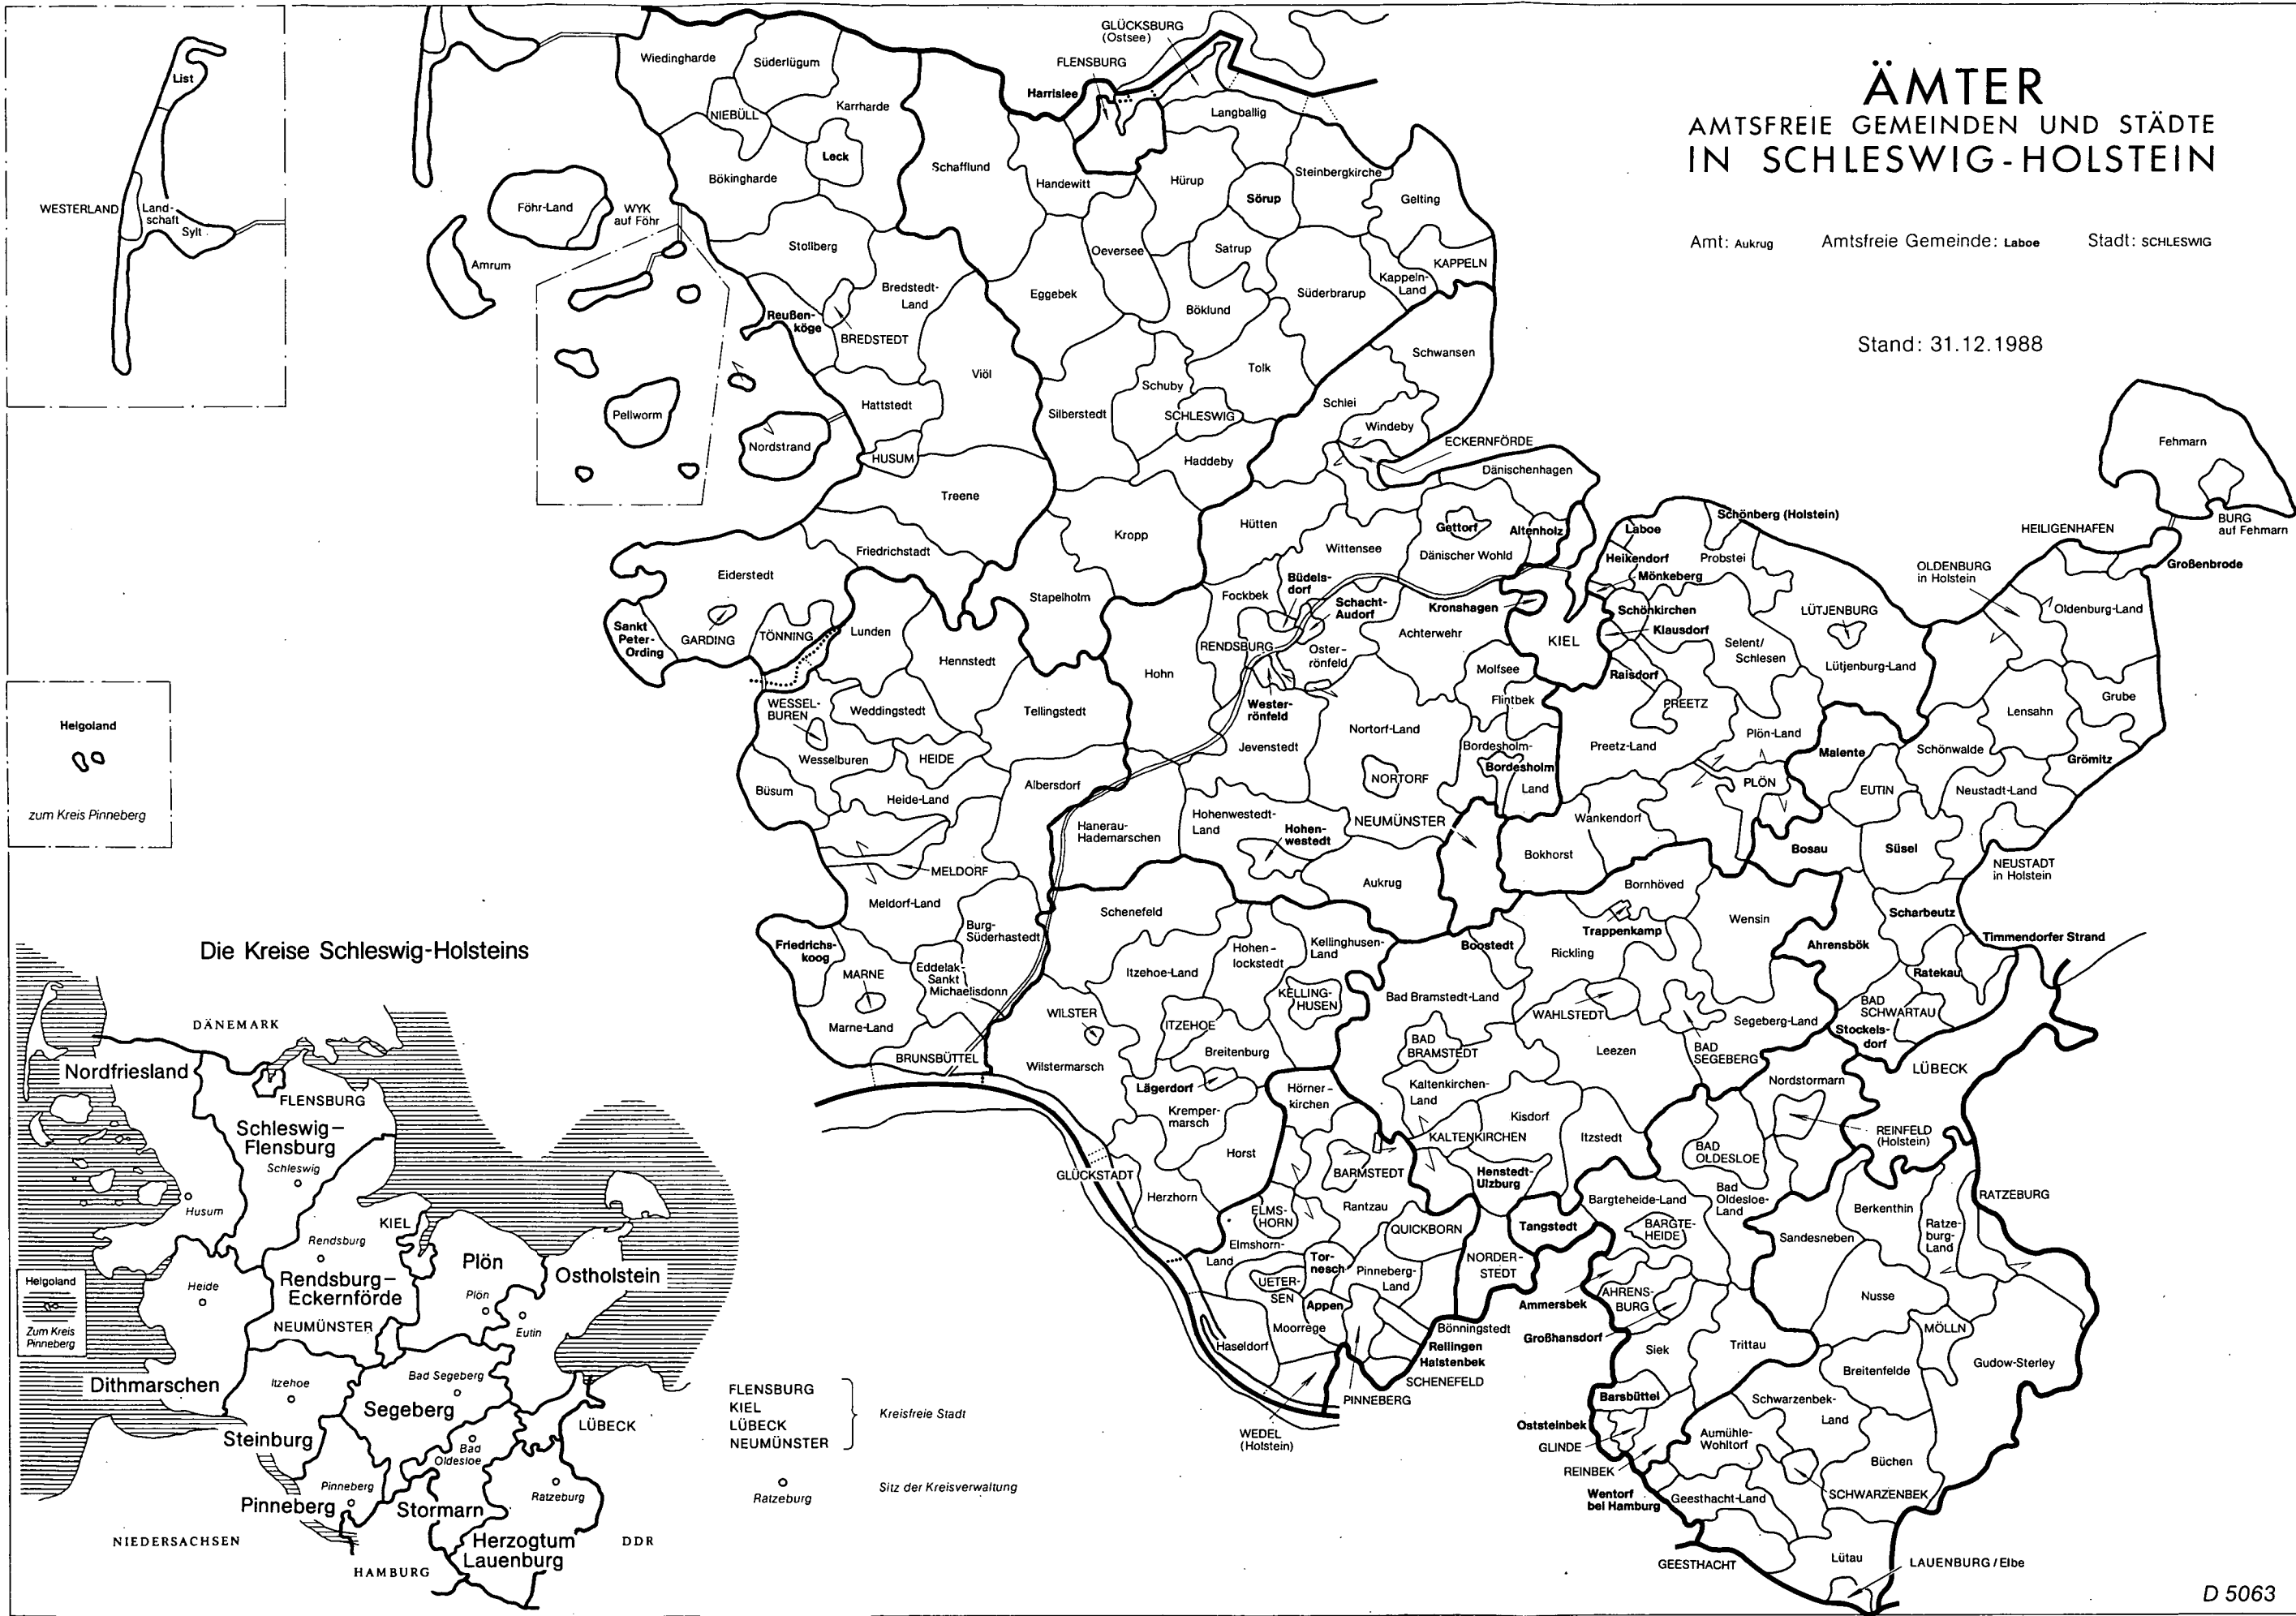 ÄMTER
AMTSFREIE GEMEINDEN UND STÄDTE
IN SCHLESWIG-HOLSTEIN
Amt: Aukrug
Amtsfreie Gemeinde: Laboe
Stadt: SCHLESWIG
Stand: 31.12.1988
List
WESTERLAND
Land-
schaft
Sylt
Föhr-Land
WYK
auf Föhr
Amrum
Pellworm
Nordstrand
Helgoland
zum Kreis Pinneberg
Wiedingharde
Süderlügum
Karrharde
NIEBÜLL
Leck
Bökingharde
Stollberg
Bredstedt-
Land
Reußen-
köge
BREDSTEDT
Viöl
Hattstedt
HUSUM
Treene
Friedrichstadt
Eiderstedt
GARDING
TÖNNING
Sankt
Peter-
Ording
GLÜCKSBURG
(Ostsee)
FLENSBURG
Harrislee
Langballig
Schafflund
Handewitt
Hürup
Steinbergkirche
Sörup
Gelting
Oeversee
Satrup
KAPPELN
Kappeln-
Land
Eggebek
Süderbrarup
Böklund
Tolk
Schuby
Silberstedt
SCHLESWIG
Haddeby
Kropp
Stapelholm
Schwansen
Schlei
Windeby
ECKERNFÖRDE
Dänischenhagen
Hütten
Wittensee
Gettorf
Altenholz
Dänischer Wohld
Fockbek
Büdels-
dorf
Schacht-
Audorf
Kronshagen
Achterwehr
RENDSBURG
Oster-
rönfeld
Hohn
Wester-
rönfeld
Molfsee
Flintbek
Jevenstedt
Nortorf-Land
NORTORF
Bordesholm-
Bordesholm
Land
Hanerau-
Hademarschen
Hohenwestedt-
Land
Hohen-
westedt
NEUMÜNSTER
Aukrug
KIEL
Laboe
Schönberg (Holstein)
Heikendorf
Probstei
Mönkeberg
Schönkirchen
Klausdorf
Selent/
Schlesen
LÜTJENBURG
Lütjenburg-Land
Raisdorf
PREETZ
Preetz-Land
Plön-Land
PLÖN
Wankendorf
Bokhorst
Fehmarn
BURG
auf Fehmarn
HEILIGENHAFEN
Großenbrode
OLDENBURG
in Holstein
Oldenburg-Land
Grube
Lensahn
Schönwalde
Grömitz
Malente
EUTIN
Neustadt-Land
Bosau
Süsel
NEUSTADT
in Holstein
Scharbeutz
Ahrensbök
Timmendorfer Strand
Ratekau
BAD
SCHWARTAU
Stockels-
dorf
LÜBECK
Lunden
Hennstedt
WESSEL-
BUREN
Weddingstedt
Tellingstedt
Wesselburen
HEIDE
Büsum
Heide-Land
Albersdorf
MELDORF
Meldorf-Land
Burg-
Süderhastedt
Friedrichs-
koog
MARNE
Eddelak-
Sankt
Michaelisdonn
Marne-Land
BRUNSBÜTTEL
Schenefeld
Itzehoe-Land
Hohen-
lockstedt
Kellinghusen-
Land
KELLING-
HUSEN
WILSTER
ITZEHOE
Wilstermarsch
Breitenburg
Lägerdorf
Kremper-
marsch
Horst
GLÜCKSTADT
Herzhorn
Hörner-
kirchen
BARMSTEDT
ELMS-
HORN
Rantazu
QUICKBORN
Elmshorn-
Land
Tor-
nesch
UETER-
SEN
Pinneberg-
Land
Appen
Moorrege
Haseldorf
Bönningstedt
Rellingen
Halstenbek
SCHENEFELD
PINNEBERG
WEDEL
(Holstein)
Bornhöved
Wensin
Trappenkamp
Boostedt
Rickling
Bad Bramstedt-Land
WAHLSTEDT
Segeberg-Land
BAD
BRAMSTEDT
Leezen
BAD
SEGEBERG
Kaltenkirchen-
Land
Kisdorf
KALTENKIRCHEN
Itzstedt
Henstedt-
Ulzburg
NORDER-
STEDT
Nordstormarn
REINFELD
(Holstein)
BAD
OLDESLOE
Bad
Oldesloe-
Land
Bargteheide-Land
Tangstedt
BARGTE-
HEIDE
Ammersbek
AHRENS-
BURG
Großhansdorf
Siek
Trittau
Barsbüttel
Oststeinbek
GLINDE
REINBEK
Wentorf
bei Hamburg
RATZEBURG
Berkenthin
Ratze-
burg-
Land
Sandesneben
Nusse
MÖLLN
Breitenfelde
Gudow-Sterley
Schwarzenbek-
Land
Aumühle-
Wohltorf
Büchen
SCHWARZENBEK
Geesthacht-Land
GEESTHACHT
Lütau
LAUENBURG / Elbe
Die Kreise Schleswig-Holsteins
DÄNEMARK
Nordfriesland
FLENSBURG
Schleswig-
Flensburg
Schleswig
Husum
KIEL
Rendsburg
Rendsburg-
Eckernförde
Plön
Plön
Ostholstein
Eutin
Heide
Helgoland
Zum Kreis
Pinneberg
NEUMÜNSTER
Dithmarschen
Itzehoe
Bad Segeberg
Segeberg
Steinburg
LÜBECK
Bad
Oldesloe
Pinneberg
Pinneberg
Stormarn
Ratzeburg
Herzogtum
Lauenburg
NIEDERSACHSEN
HAMBURG
DDR
FLENSBURG
KIEL
LÜBECK
NEUMÜNSTER
Kreisfreie Stadt
Ratzeburg
Sitz der Kreisverwaltung
D 5063